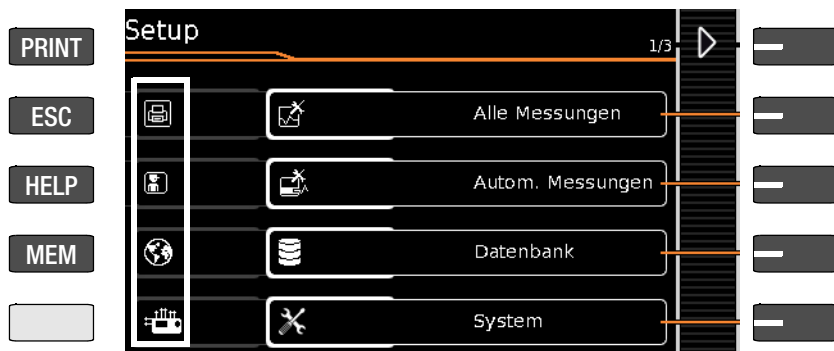 Setup
1/3
PRINT
ESC
Alle Messungen
HELP
Autom. Messungen
MEM
Datenbank
System